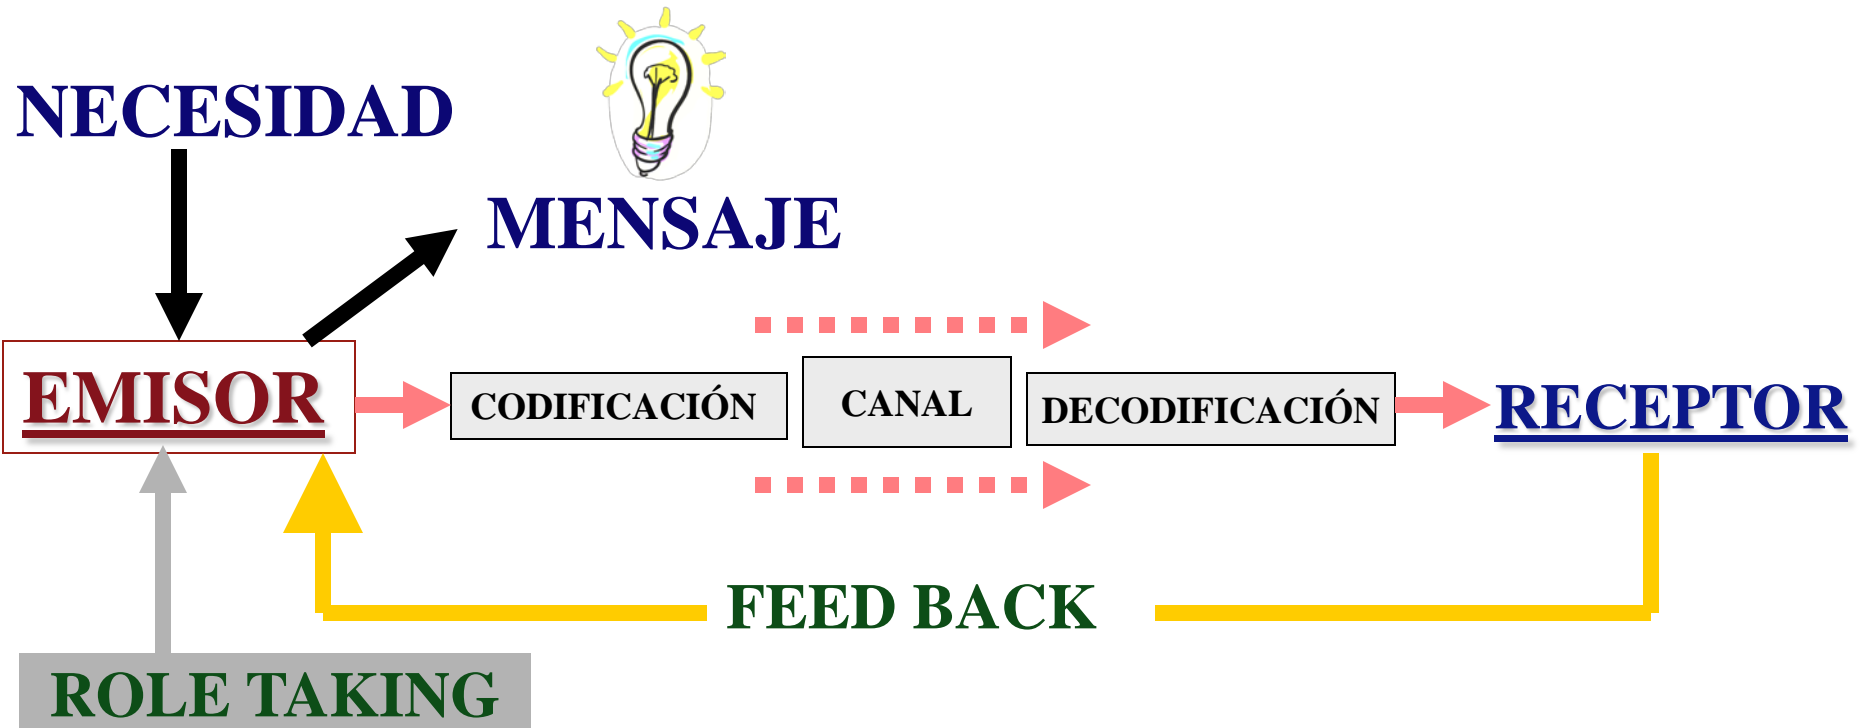 NECESIDAD
MENSAJE
EMISOR
CODIFICACIÓN
CANAL
DECODIFICACIÓN
RECEPTOR
FEED BACK
ROLE TAKING